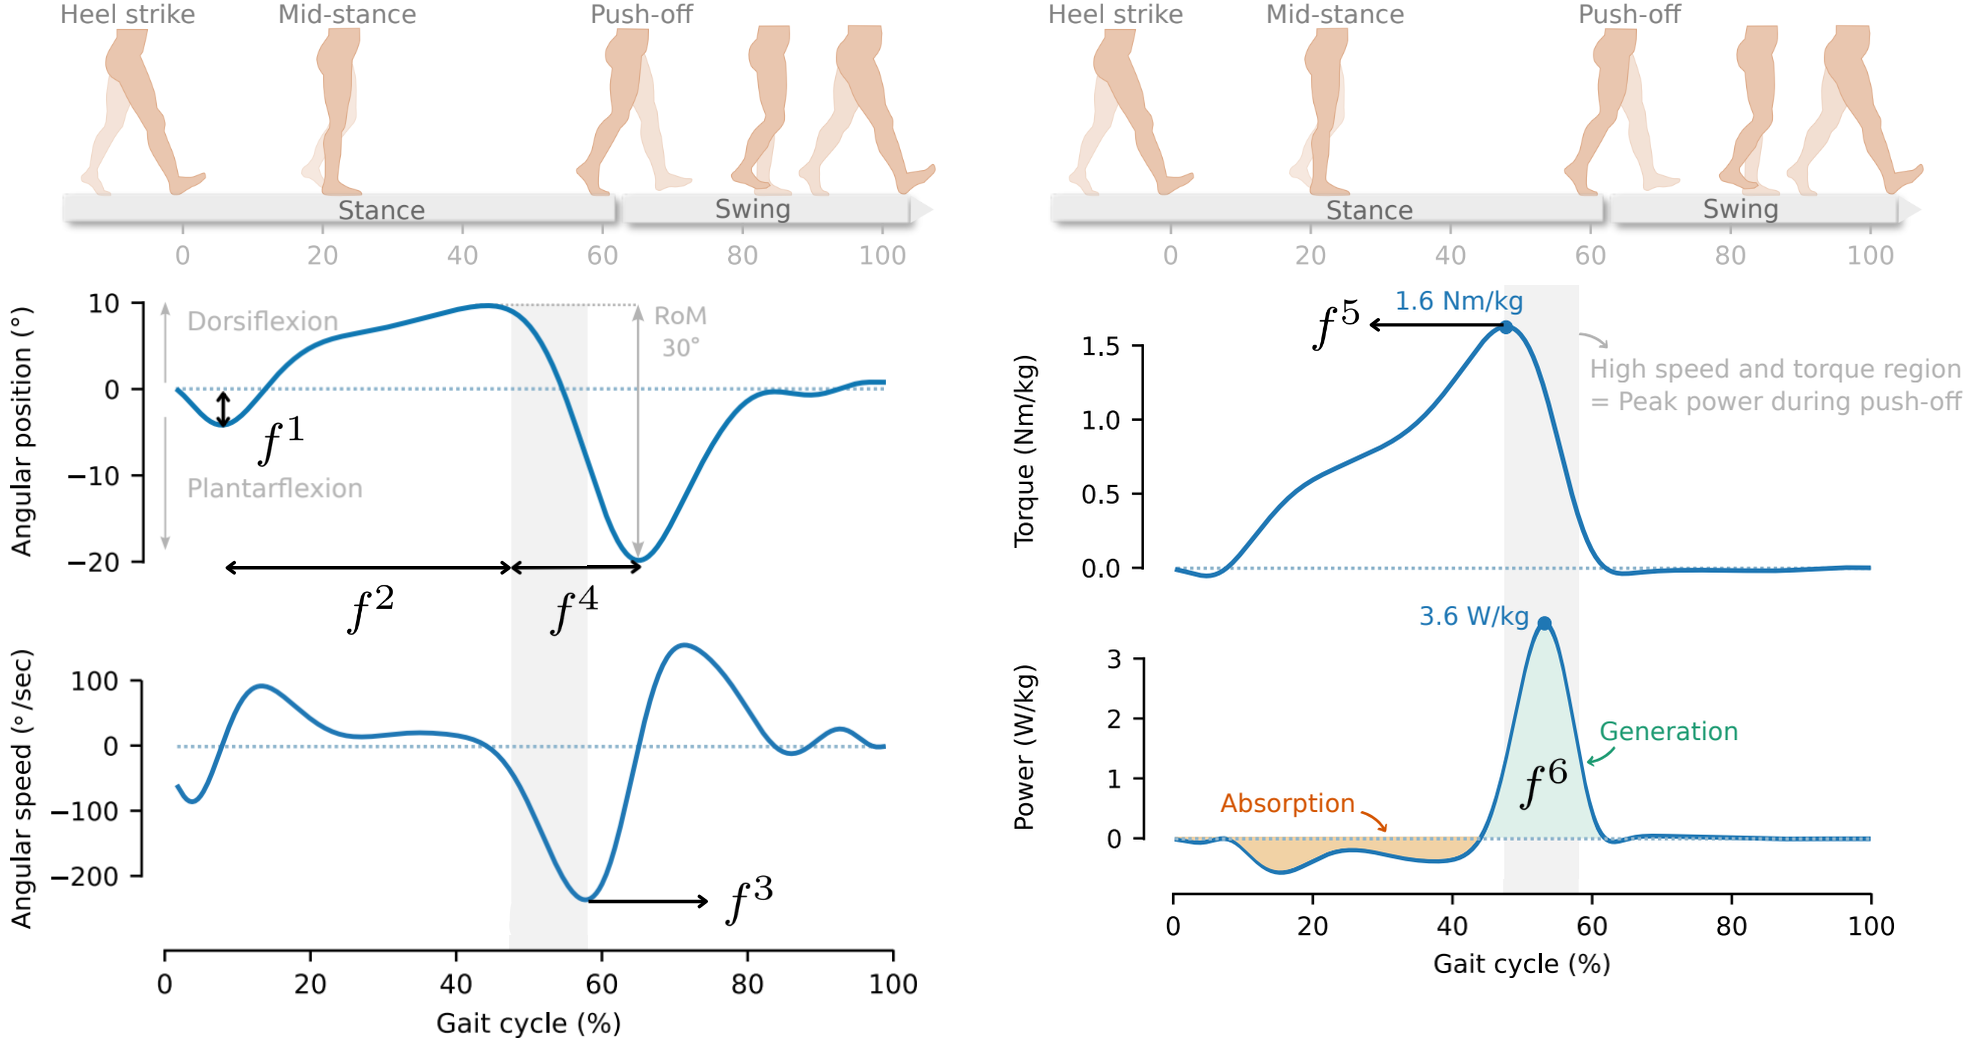 Heel strike
Mid-stance
Push-off
Stance
Swing
0
20
40
60
80
100
Angular position (°)
10
0
−10
−20
Dorsiflexion
Plantarflexion
RoM
30°
f1
f2
f4
Angular speed (°/sec)
100
0
−100
−200
f3
0
20
40
60
80
100
Gait cycle (%)
Heel strike
Mid-stance
Push-off
Stance
Swing
0
20
40
60
80
100
Torque (Nm/kg)
1.5
1.0
0.5
0.0
f5
1.6 Nm/kg
High speed and torque region
= Peak power during push-off
Power (W/kg)
3
2
1
0
3.6 W/kg
Generation
f6
Absorption
0
20
40
60
80
100
Gait cycle (%)